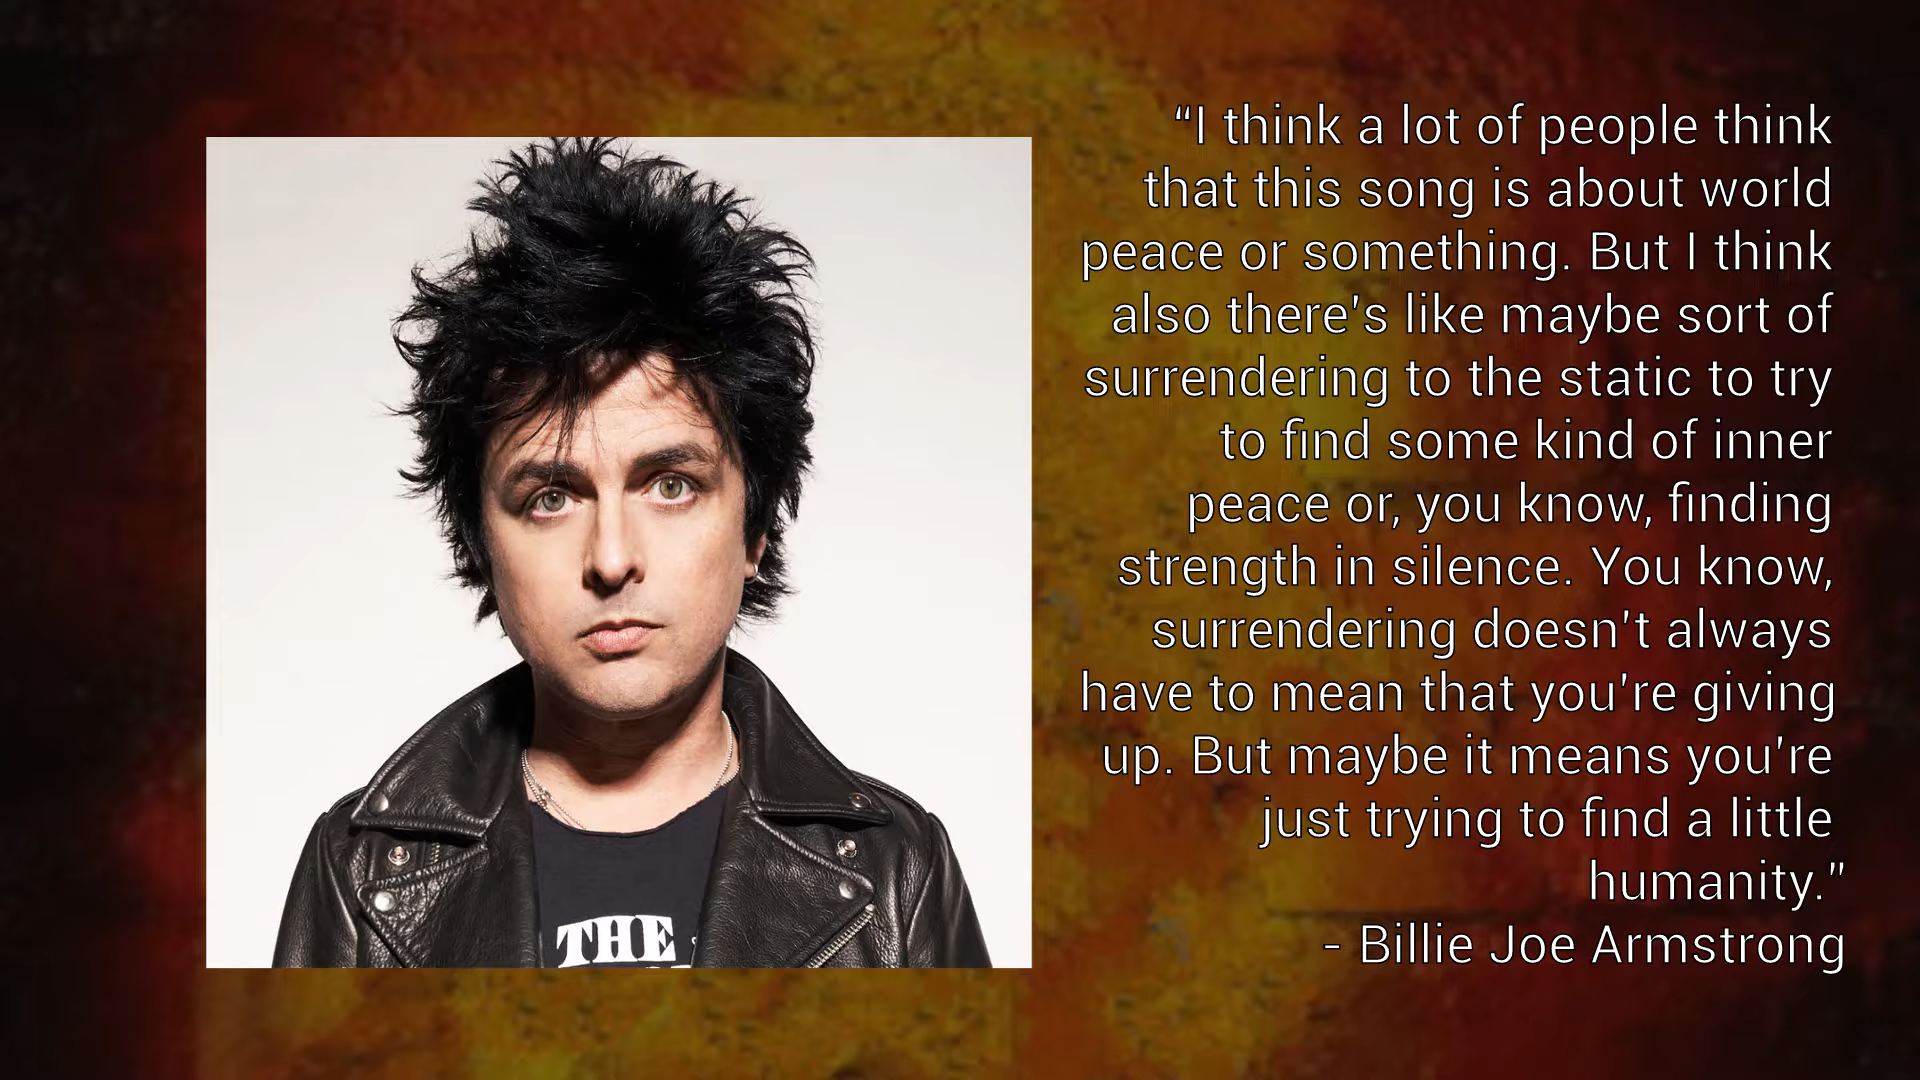 “I think a lot of people think
that this song is about world
peace or something. But I think
also there's like maybe sort of
surrendering to the static to try
to find some kind of inner
peace or, you know, finding
strength in silence. You know,
surrendering doesn't always
have to mean that you're giving
up. But maybe it means you're
just trying to find a little
humanity.”
- Billie Joe Armstrong
THE